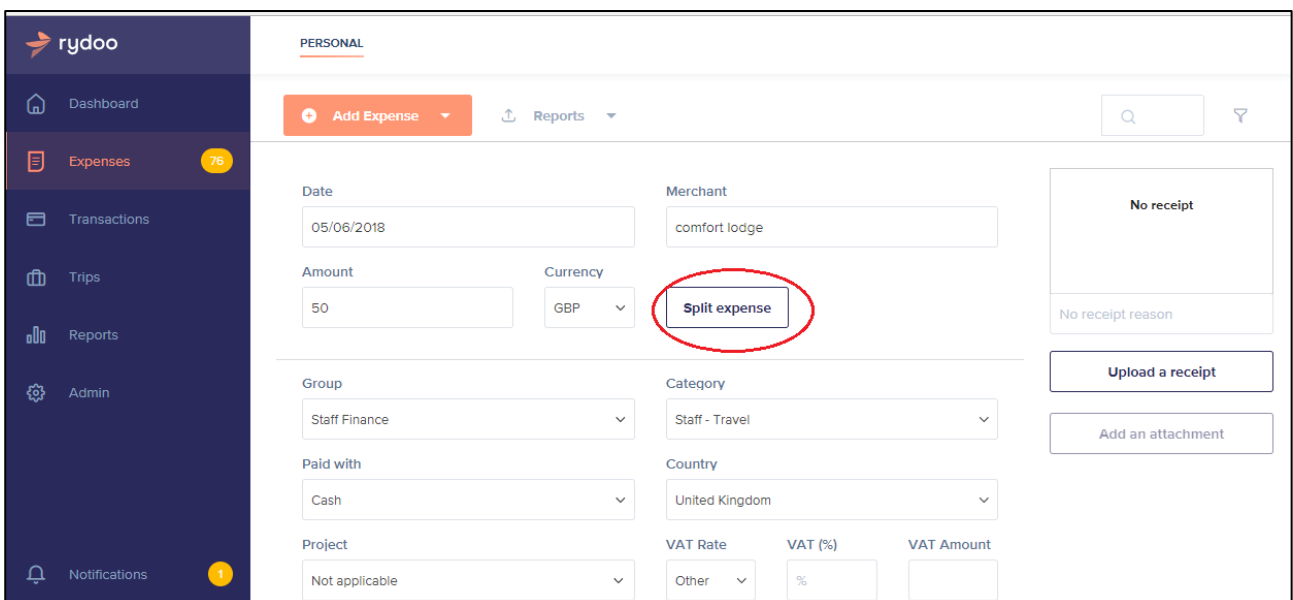 rydoo
PERSONAL
Dashboard
Add Expense
Reports
Expenses 76
Transactions
Trips
Reports
Admin
Notifications 1
Date
Merchant
05/06/2018
comfort lodge
Amount
Currency
50
GBP
Split expense
Group
Category
Staff Finance
Staff - Travel
Paid with
Country
Cash
United Kingdom
Project
VAT Rate
VAT (%)
VAT Amount
Not applicable
Other
%
No receipt
No receipt reason
Upload a receipt
Add an attachment